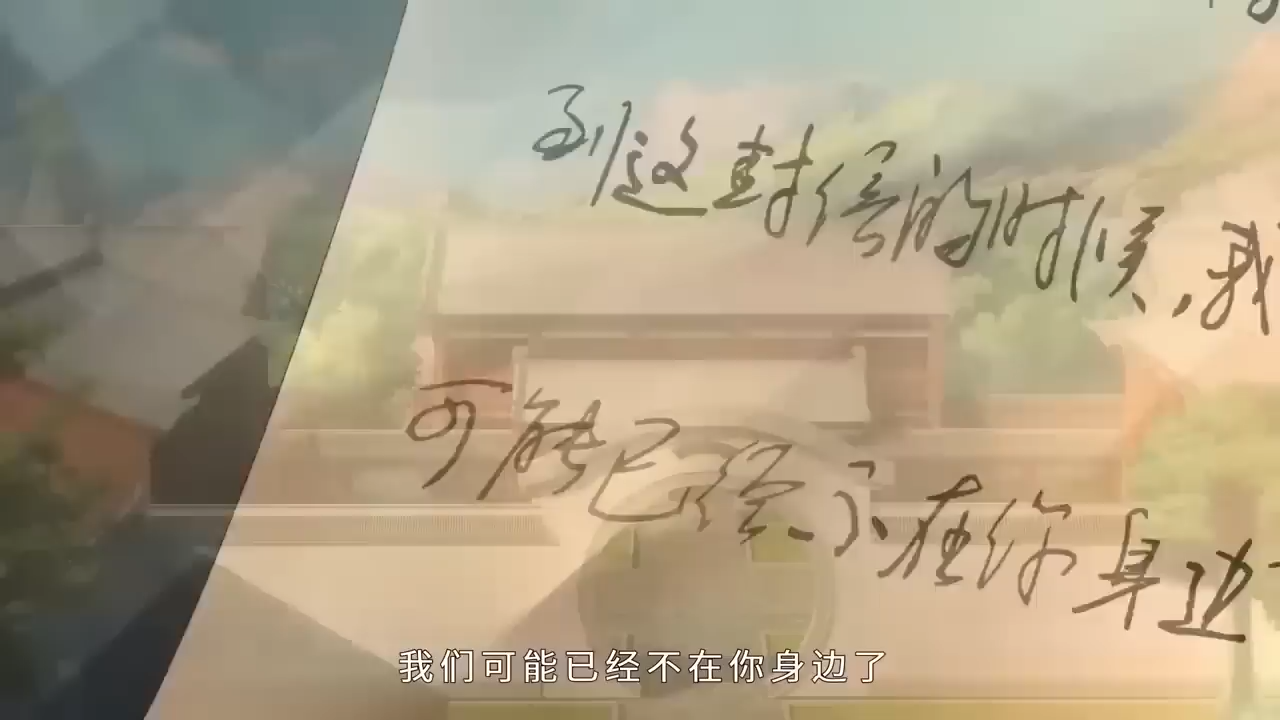 到这封信的时候,我
可能已经不在你身边
我们可能已经不在你身边了